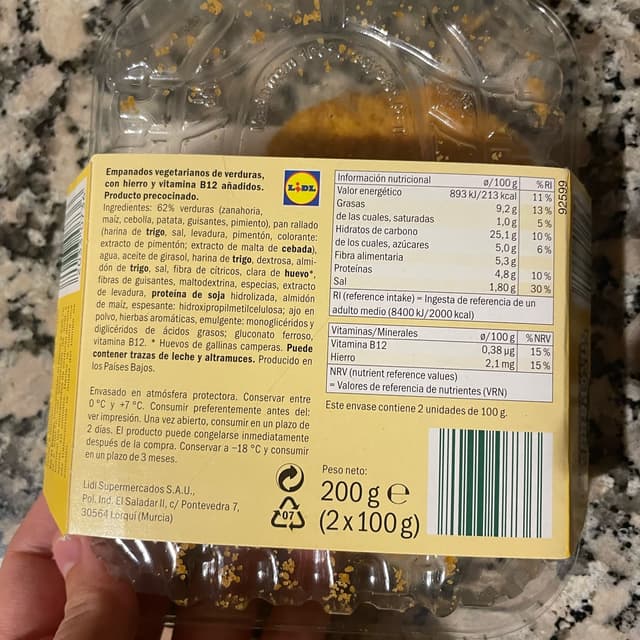 Empanados vegetarianos de verduras,
con hierro y vitamina B12 añadidos.
Producto precocinado.
Ingredientes: 62% verduras (zanahoria,
maíz, cebolla, patata, guisantes, pimiento), pan rallado
(harina de trigo, sal, levadura, pimentón, colorante:
extracto de pimentón; extracto de malta de cebada),
agua, aceite de girasol, harina de trigo, dextrosa, almi-
dón de trigo, sal, fibra de cítricos, clara de huevo*,
fibras de guisantes, maltodextrina, especias, extracto
de levadura, proteína de soja hidrolizada, almidón
de maíz, espesante: hidroxipropilmetilcelulosa; ajo en
polvo, hierbas aromáticas, emulgente: monoglicéridos y
diglicéridos de ácidos grasos; gluconato ferroso,
vitamina B12. * Huevos de gallinas camperas. Puede
contener trazas de leche y altramuces. Producido en
los Países Bajos.
Envasado en atmósfera protectora. Conservar entre
0 °C y +7 °C. Consumir preferentemente antes del:
ver impresión. Una vez abierto, consumir en un plazo de
2 días. El producto puede congelarse inmediatamente
después de la compra. Conservar a -18 °C y consumir
en un plazo de 3 meses.
Lidl Supermercados S.A.U.,
Pol. Ind. El Saladar II, c/ Pontevedra 7,
30564 Lorquí (Murcia)
LIDL
Información nutricional ø/100 g %RI
Valor energético 893 kJ/213 kcal 11 %
Grasas 9,2 g 13 %
de las cuales, saturadas 1,0 g 5 %
Hidratos de carbono 25,1 g 10 %
de los cuales, azúcares 5,0 g 6 %
Fibra alimentaria 5,3 g
Proteínas 4,8 g 10 %
Sal 1,80 g 30 %
RI (reference intake) = Ingesta de referencia de un
adulto medio (8400 kJ/2000 kcal)
Vitaminas/Minerales ø/100 g %NRV
Vitamina B12 0,38 µg 15 %
Hierro 2,1 mg 15 %
NRV (nutrient reference values)
= Valores de referencia de nutrientes (VRN)
Este envase contiene 2 unidades de 100 g.
92599
07
Peso neto:
200 g e
(2 x 100 g)